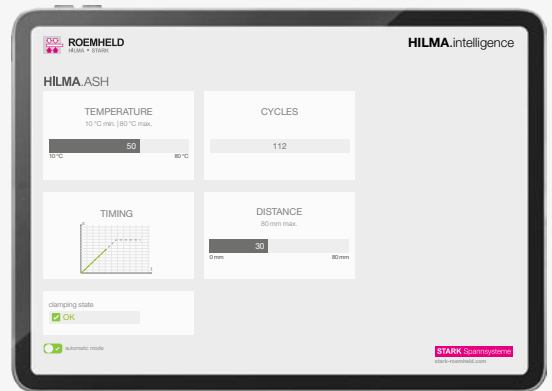 ROEMHELD
HILMA • STARK
HILMA.intelligence
HILMA.ASH
TEMPERATURE
10 °C min. | 80 °C max.
50
10 °C 80 °C
CYCLES
112
TIMING
s
t
DISTANCE
80 mm max.
30
0 mm 80 mm
clamping state
OK
automatic mode
STARK Spannsysteme
stark-roemheld.com